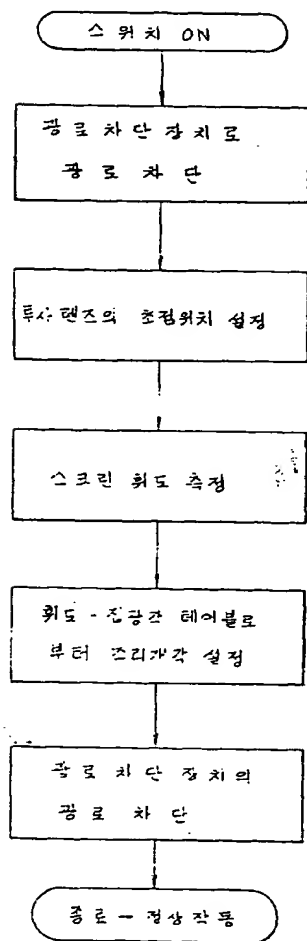 스위치 ON
광로차단장치로
광로 차단
투사렌즈의 초점위치 설정
스크린 휘도 측정
휘도 - 집광각 테이블로
부터 조리개각 설정
광로차단 장치의
광로 차단
종료 - 정상작동